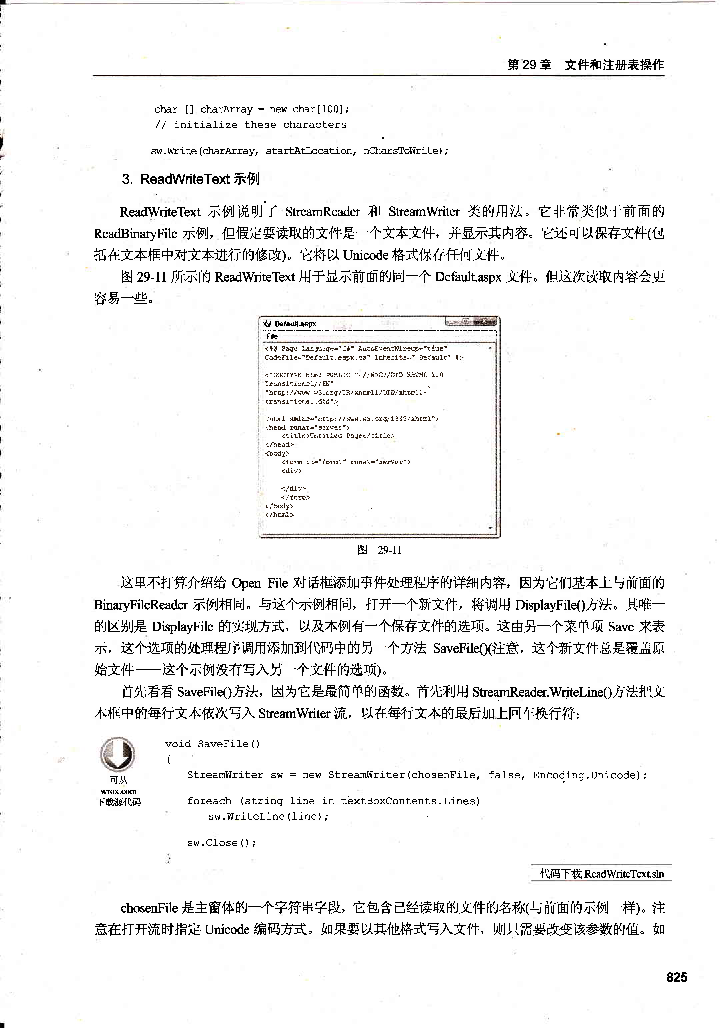 第29章 文件和注册表操作
char [] charArray = new char[100];
// initialize these characters
sw.Write(charArray, startAtLocation, nCharsToWrite);
3. ReadWriteText 示例
ReadWriteText 示例说明了 StreamReader 和 StreamWriter 类的用法。它非常类似于前面的
ReadBinaryFile 示例，但假定要读取的文件是一个文本文件，并显示其内容。它还可以保存文件(包
括在文本框中对文本进行的修改)。它将以 Unicode 格式保存任何文件。
图 29-11 所示的 ReadWriteText 用于显示前面的同一个 Default.aspx 文件。但这次读取内容会更
容易一些。
Default.aspx
File
<%@ Page Language="C#" AutoEventWireup="true"
CodeFile="Default.aspx.cs" Inherits="_Default" %>
<!DOCTYPE html PUBLIC "-//W3C//DTD XHTML 1.0
Transitional//EN"
"http://www.w3.org/TR/xhtml1/DTD/xhtml1-
transitional.dtd">
<html xmlns="http://www.w3.org/1999/xhtml">
<head runat="server">
<title>Untitled Page</title>
</head>
<body>
<form id="form1" runat="server">
<div>
</div>
</form>
</body>
</html>
图 29-11
这里不打算介绍给 Open File 对话框添加事件处理程序的详细内容，因为它们基本上与前面的
BinaryFileReader 示例相同。与这个示例相同，打开一个新文件，将调用 DisplayFile()方法。其唯一
的区别是 DisplayFile 的实现方式，以及本例有一个保存文件的选项。这由另一个菜单项 Save 来表
示，这个选项的处理程序调用添加到代码中的另一个方法 SaveFile()(注意，这个新文件总是覆盖原
始文件——这个示例没有写入另一个文件的选项)。
首先看看 SaveFile()方法，因为它是最简单的函数。首先利用 StreamReader.WriteLine()方法把文
本框中的每行文本依次写入 StreamWriter 流，以在每行文本的最后加上回车换行符：
void SaveFile()
{
StreamWriter sw = new StreamWriter(chosenFile, false, Encoding.Unicode);
可从
wrox.com
下载源代码
foreach (string line in textBoxContents.Lines)
sw.WriteLine(line);
sw.Close();
}
代码下载 ReadWriteText.sln
chosenFile 是主窗体的一个字符串字段，它包含已经读取的文件的名称(与前面的示例一样)。注
意在打开流时指定 Unicode 编码方式。如果要以其他格式写入文件，则只需要改变该参数的值。如
825